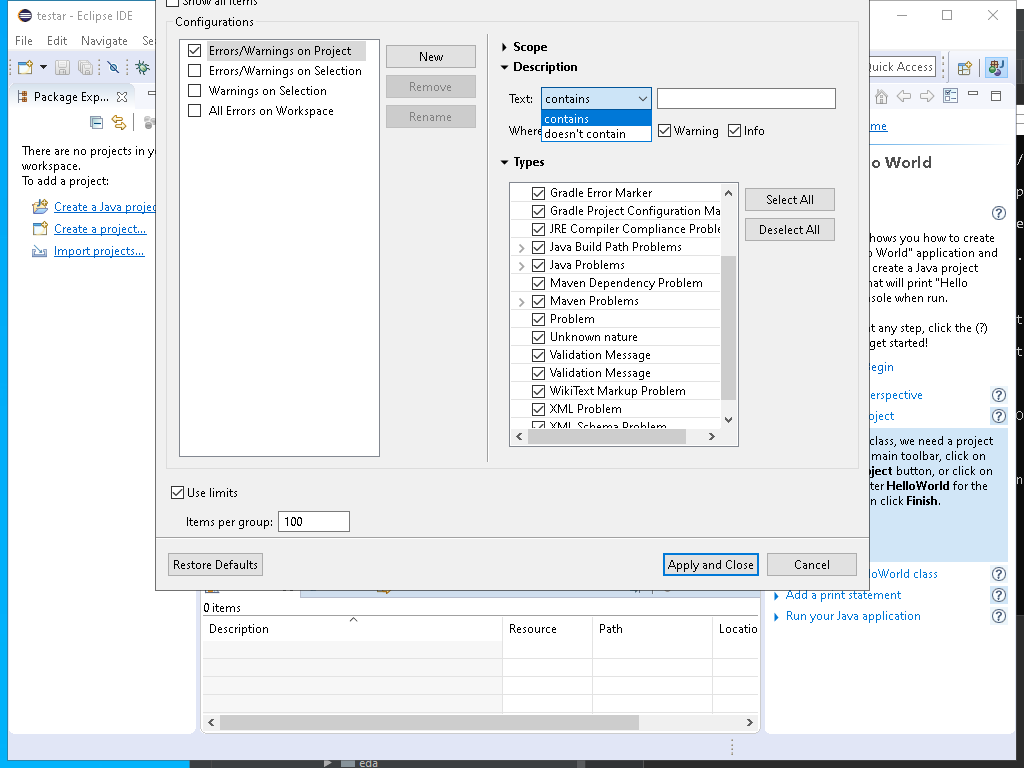 testar - Eclipse IDE
Show all items
File Edit Navigate Se
Quick Access
Configurations
Errors/Warnings on Project
Errors/Warnings on Selection
Warnings on Selection
All Errors on Workspace
New
Remove
Rename
Scope
Description
Text: contains
contains
doesn't contain
Where
Warning
Info
Types
Gradle Error Marker
Gradle Project Configuration Ma
JRE Compiler Compliance Proble
Java Build Path Problems
Java Problems
Maven Dependency Problem
Maven Problems
Problem
Unknown nature
Validation Message
Validation Message
WikiText Markup Problem
XML Problem
XML Schema Problem
Select All
Deselect All
Use limits
Items per group: 100
Restore Defaults
Apply and Close
Cancel
Package Exp...
There are no projects in y
workspace.
To add a project:
Create a Java projec
Create a project...
Import projects...
me
o World
hows you how to create
o World" application and
create a Java project
hat will print "Hello
sole when run.
t any step, click the (?)
get started!
Begin
erspective
oject
class, we need a project
main toolbar, click on
ject button, or click on
ter HelloWorld for the
n click Finish.
loWorld class
Add a print statement
Run your Java application
0 items
Description Resource Path Locatio
eda